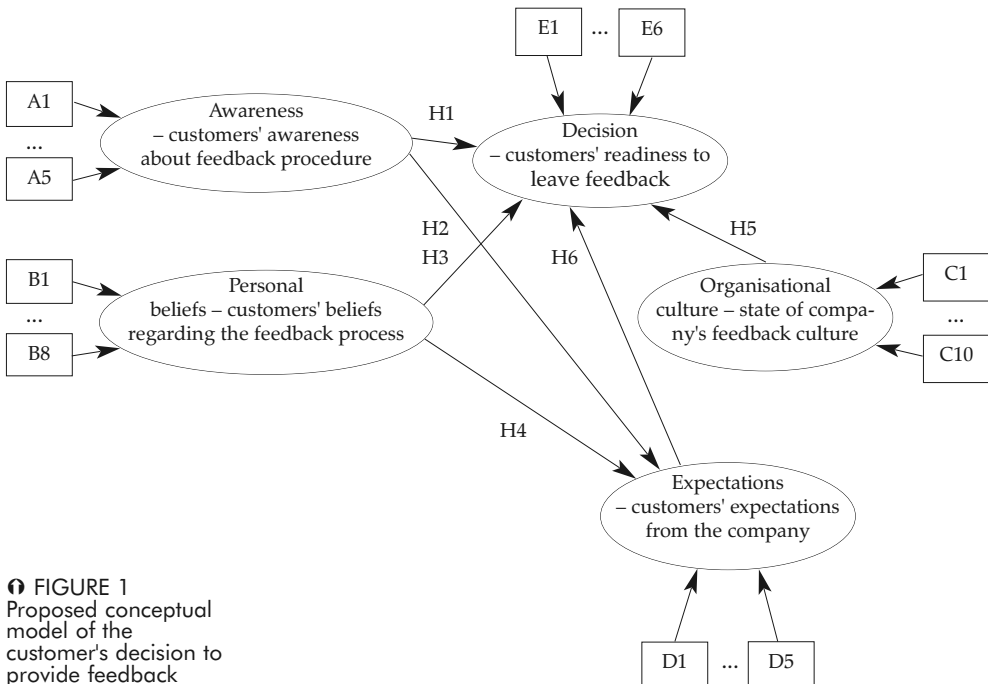 E1 ... E6
A1
...
A5
Awareness
– customers' awareness
about feedback procedure
H1
Decision
– customers' readiness to
leave feedback
H2
H3
H6
H5
B1
...
B8
Personal
beliefs – customers' beliefs
regarding the feedback process
Organisational
culture – state of compa-
ny's feedback culture
C1
...
C10
H4
Expectations
– customers' expectations
from the company
D1 ... D5
FIGURE 1
Proposed conceptual
model of the
customer's decision to
provide feedback